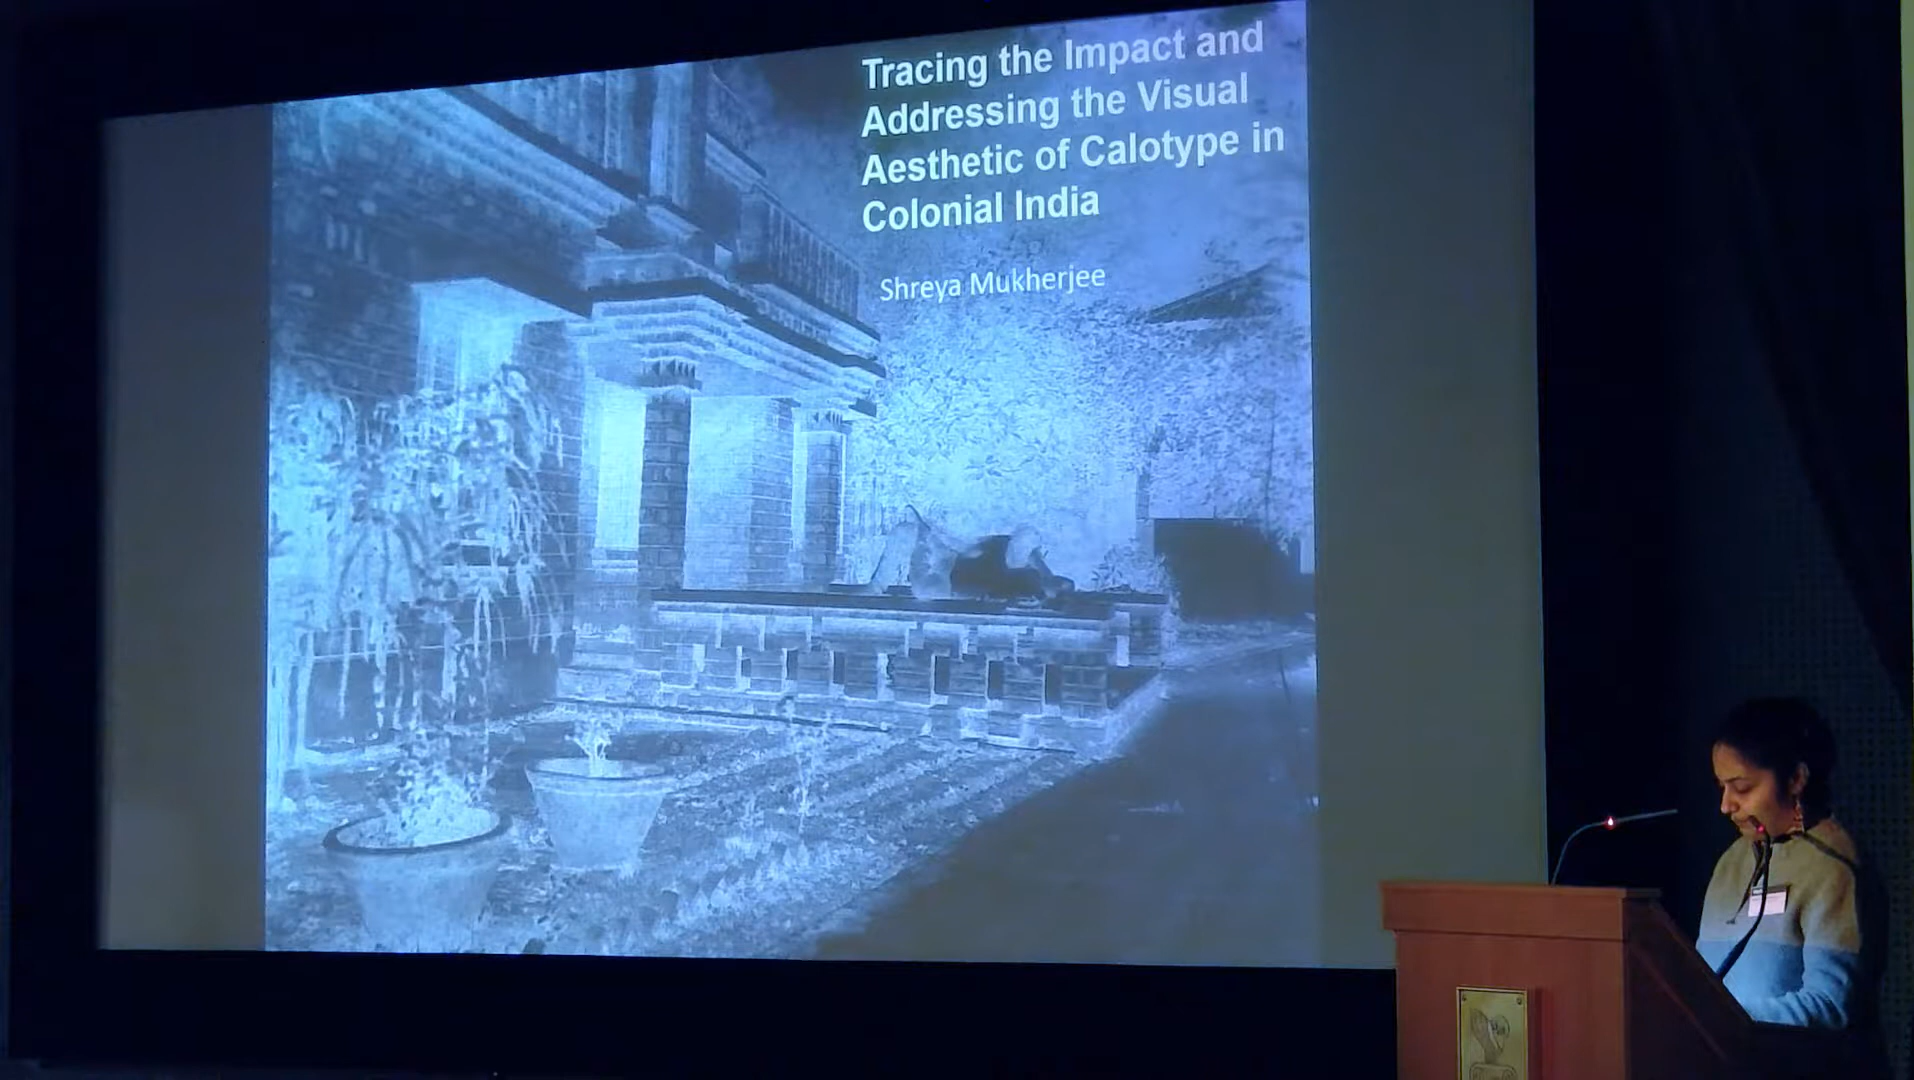 Tracing the Impact and
Addressing the Visual
Aesthetic of Calotype in
Colonial India
Shreya Mukherjee